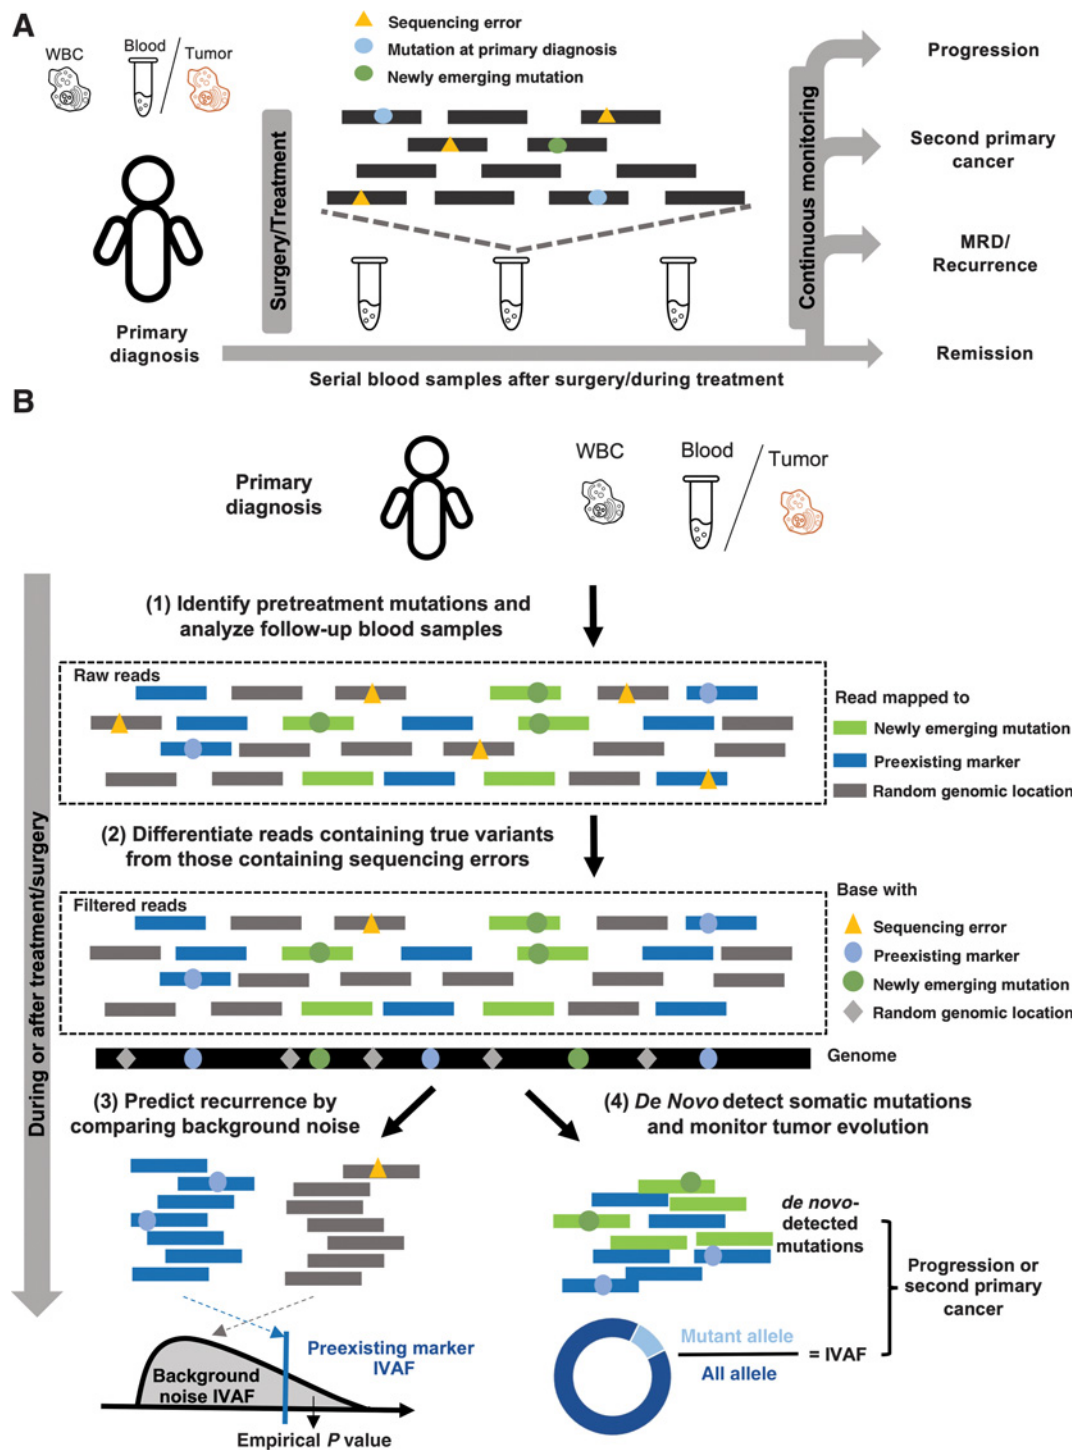 A
WBC
Blood
Tumor
Sequencing error
Mutation at primary diagnosis
Newly emerging mutation
Surgery/Treatment
Continuous monitoring
Progression
Second primary
cancer
MRD/
Recurrence
Remission
Primary
diagnosis
Serial blood samples after surgery/during treatment
B
Primary
diagnosis
WBC
Blood
Tumor
During or after treatment/surgery
(1) Identify pretreatment mutations and
analyze follow-up blood samples
Raw reads
Read mapped to
Newly emerging mutation
Preexisting marker
Random genomic location
(2) Differentiate reads containing true variants
from those containing sequencing errors
Filtered reads
Base with
Sequencing error
Preexisting marker
Newly emerging mutation
Random genomic location
Genome
(3) Predict recurrence by
comparing background noise
(4) De Novo detect somatic mutations
and monitor tumor evolution
de novo-
detected
mutations
Progression or
second primary
cancer
Preexisting marker
IVAF
Background
noise IVAF
Empirical P value
Mutant allele
All allele
= IVAF